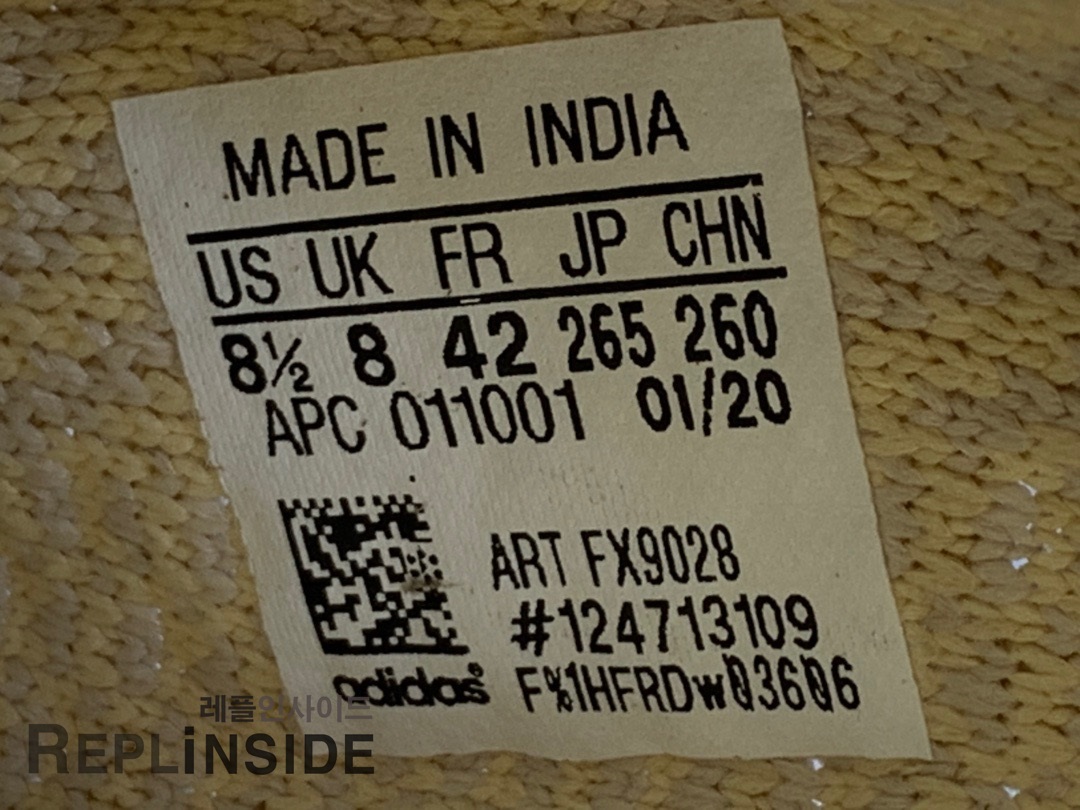 MADE IN INDIA
US UK FR JP CHN
8½ 8 42 265 260
APC 011001 01/20
ART FX9028
#124713109
F%1HFRDw03606
adidas
레플인사이드
REPLiNSIDE